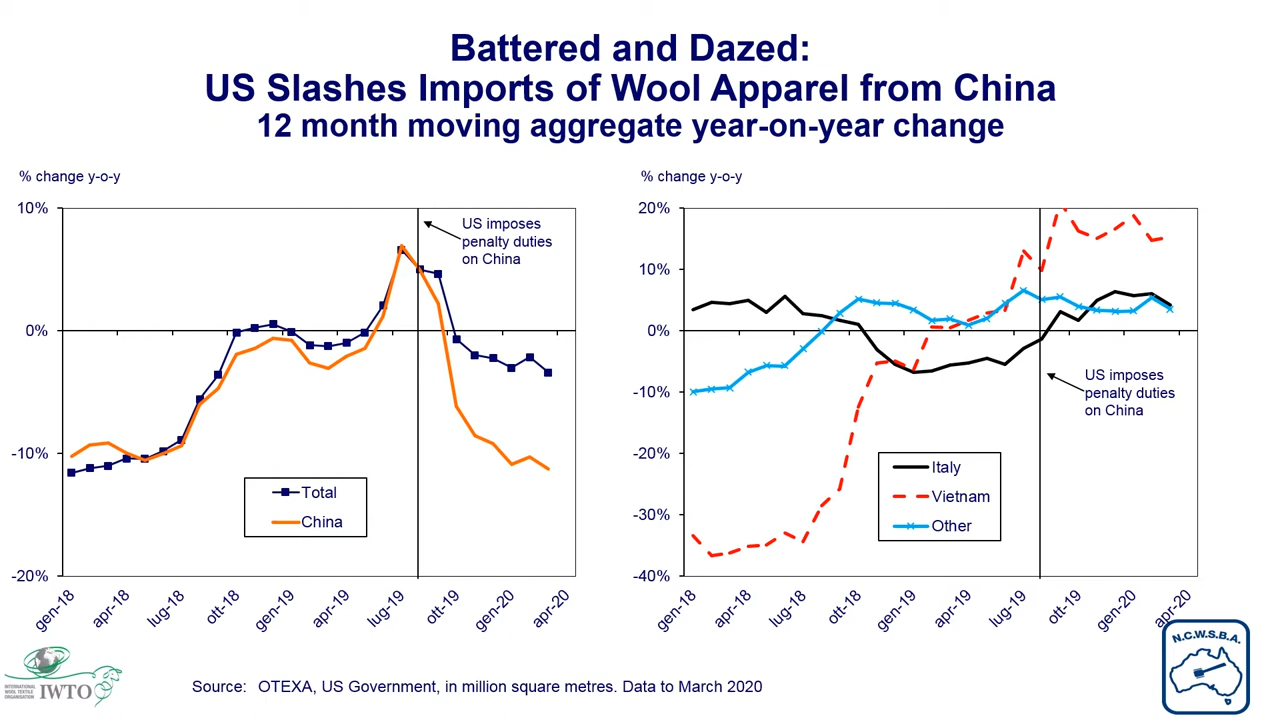 Battered and Dazed:
US Slashes Imports of Wool Apparel from China
12 month moving aggregate year-on-year change
% change y-o-y
10%
0%
-10%
-20%
US imposes
penalty duties
on China
Total
China
gen-18
apr-18
lug-18
ott-18
gen-19
apr-19
lug-19
ott-19
gen-20
apr-20
% change y-o-y
20%
10%
0%
-10%
-20%
-30%
-40%
US imposes
penalty duties
on China
Italy
Vietnam
Other
gen-18
apr-18
lug-18
ott-18
gen-19
apr-19
lug-19
ott-19
gen-20
apr-20
INTERNATIONAL
WOOL TEXTILE
ORGANISATION
IWTO
Source: OTEXA, US Government, in million square metres. Data to March 2020
N.C.W.S.B.A.